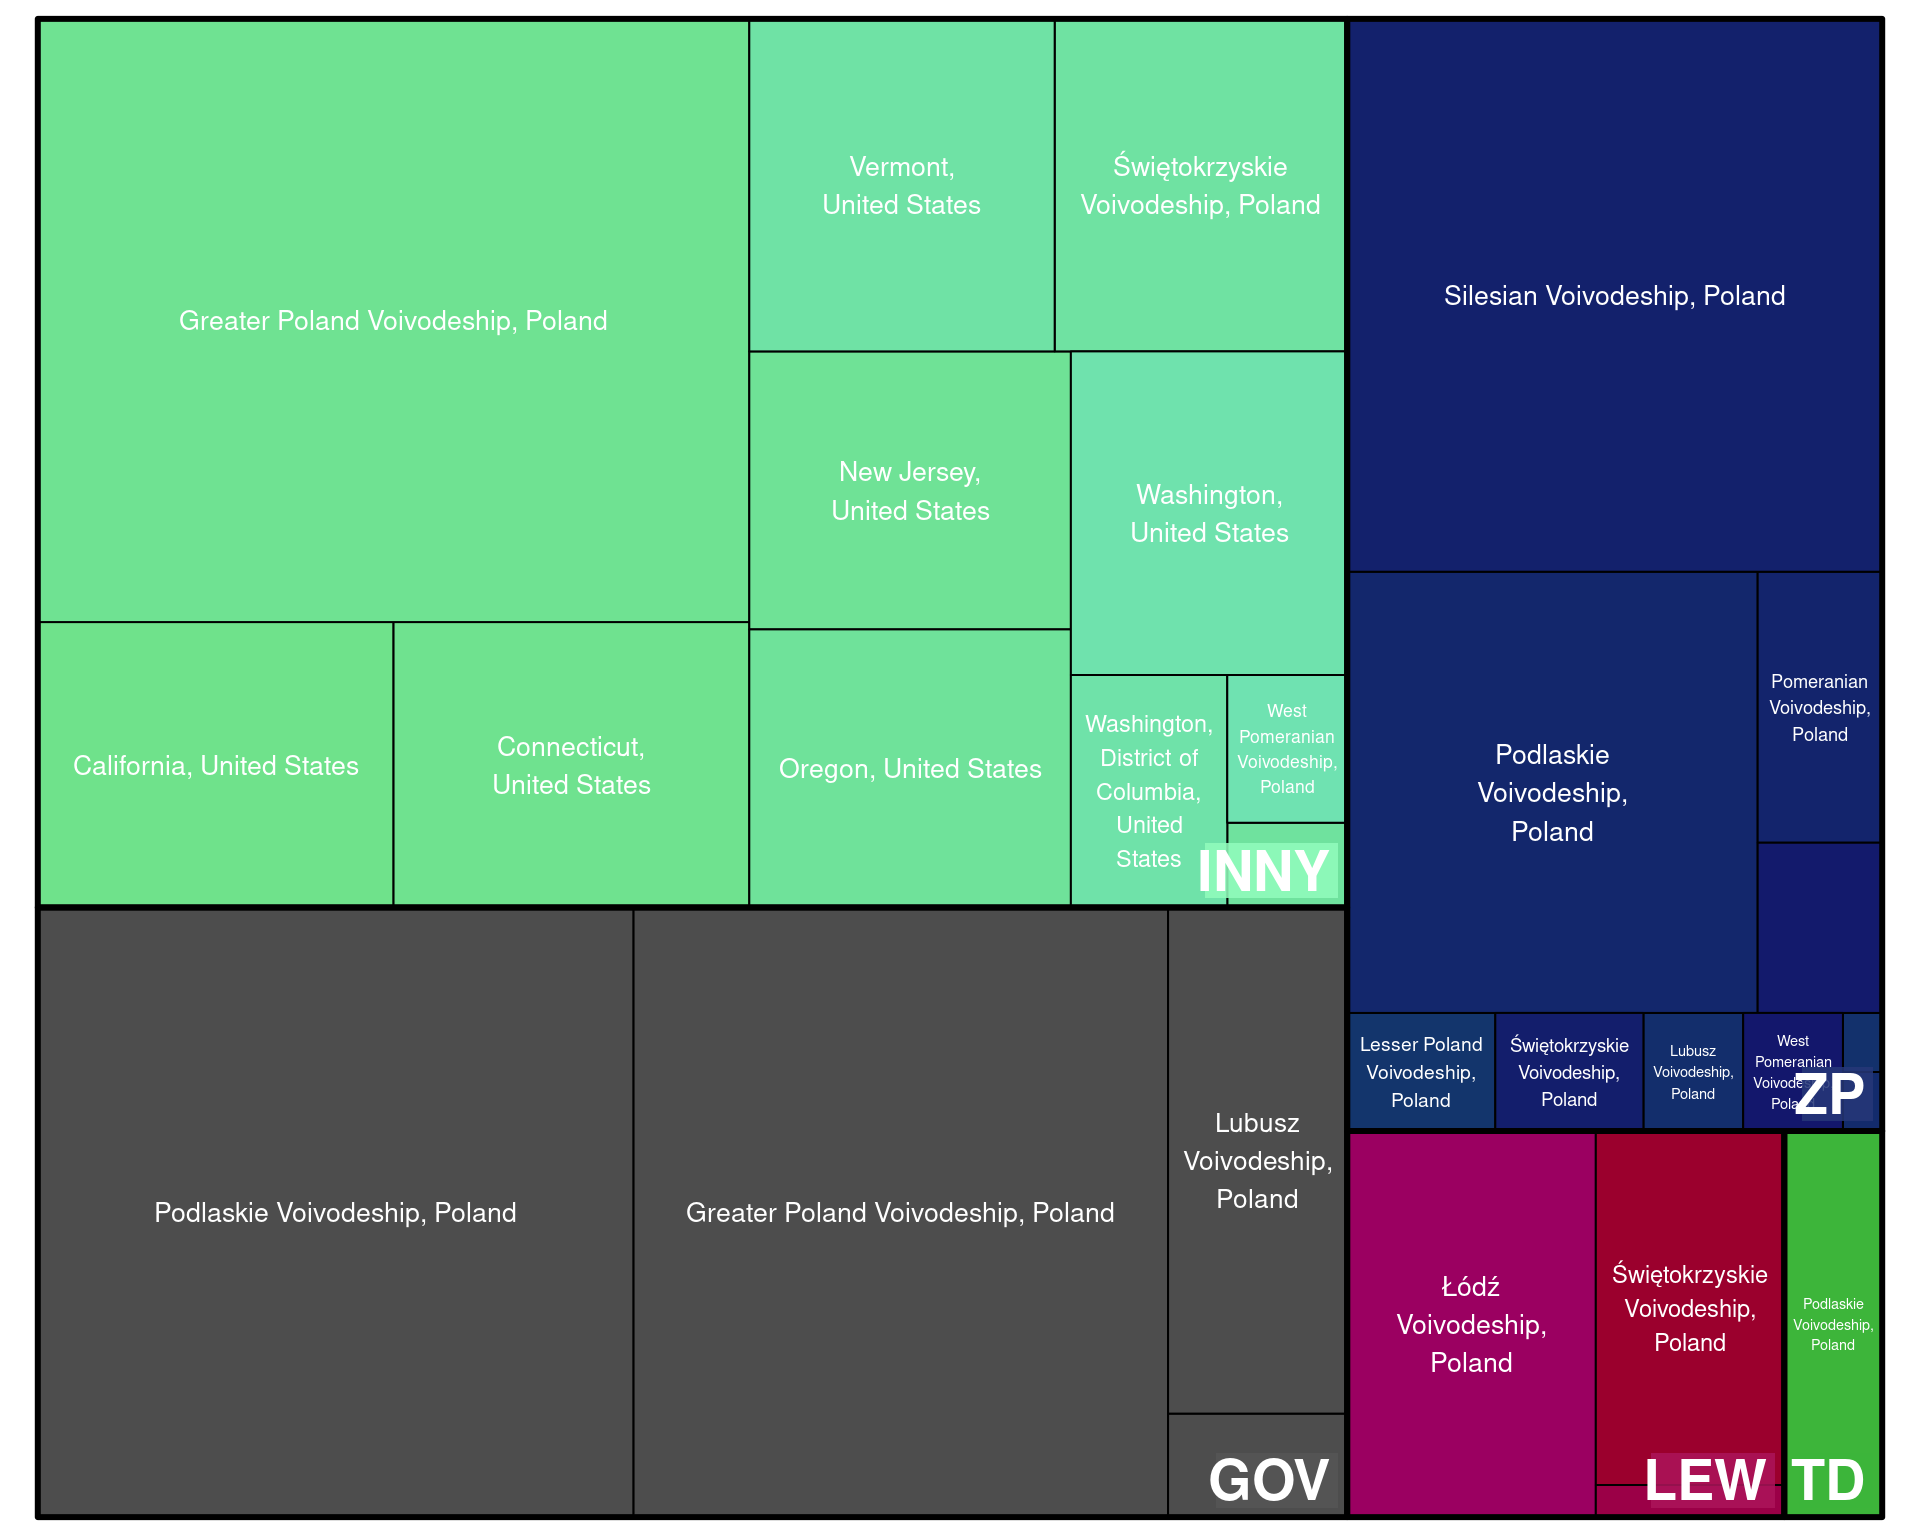 Greater Poland Voivodeship, Poland
Vermont,
United States
Świętokrzyskie
Voivodeship, Poland
New Jersey,
United States
Washington,
United States
California, United States
Connecticut,
United States
Oregon, United States
Washington,
District of
Columbia,
United
States
West
Pomeranian
Voivodeship,
Poland
INNY
Silesian Voivodeship, Poland
Podlaskie
Voivodeship,
Poland
Pomeranian
Voivodeship,
Poland
Lesser Poland
Voivodeship,
Poland
Świętokrzyskie
Voivodeship,
Poland
Lubusz
Voivodeship,
Poland
West
Pomeranian
Voivodeship,
Poland
ZP
Podlaskie Voivodeship, Poland
Greater Poland Voivodeship, Poland
Lubusz
Voivodeship,
Poland
GOV
Łódź
Voivodeship,
Poland
Świętokrzyskie
Voivodeship,
Poland
LEW
Podlaskie
Voivodeship,
Poland
TD